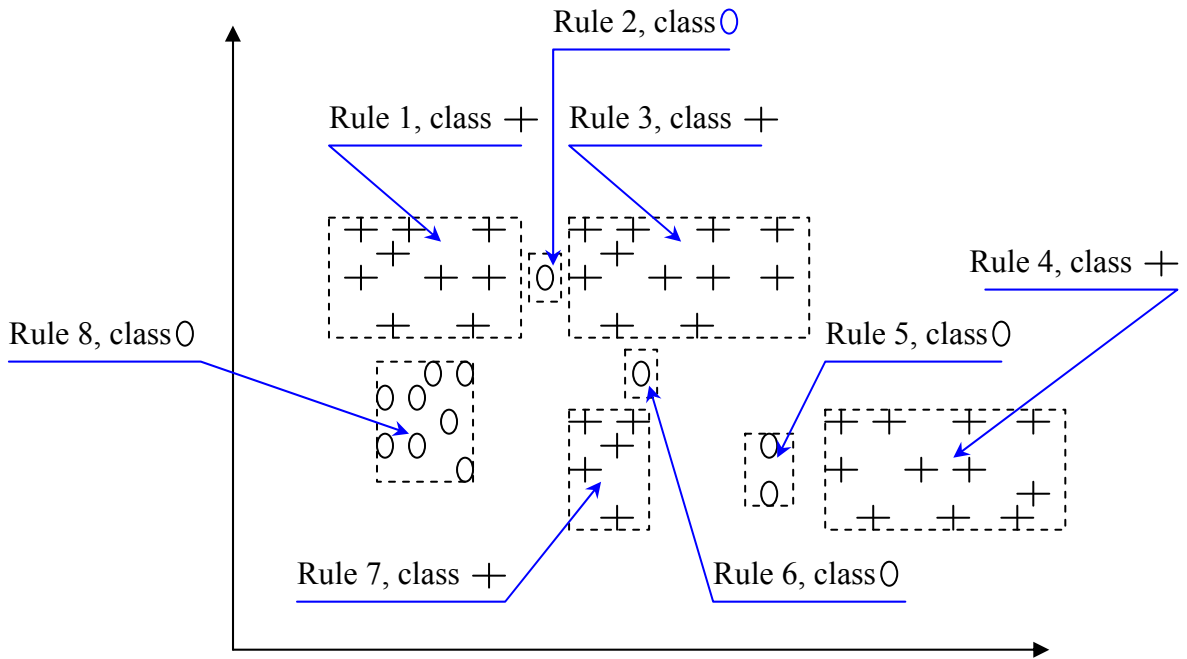 Rule 2, class O
Rule 1, class +
Rule 3, class +
Rule 4, class +
Rule 8, class O
Rule 5, class O
Rule 7, class +
Rule 6, class O